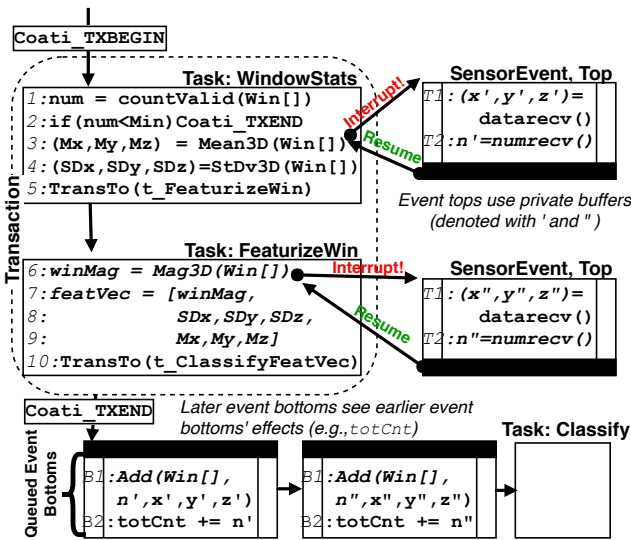 Coati_TXBEGIN
Transaction
Task: WindowStats
1:num = countValid(Win[])
2:if(num<Min)Coati_TXEND
3:(Mx,My,Mz) = Mean3D(Win[])
4:(SDx,SDy,SDz)=StDv3D(Win[])
5:TransTo(t_FeaturizeWin)
Interrupt!
Resume
SensorEvent, Top
T1:(x',y',z')=
datarecv()
T2:n'=numrecv()
Event tops use private buffers
(denoted with ' and " )
Task: FeaturizeWin
6:winMag = Mag3D(Win[])
7:featVec = [winMag,
8: SDx,SDy,SDz,
9: Mx,My,Mz]
10:TransTo(t_ClassifyFeatVec)
Interrupt!
Resume
SensorEvent, Top
T1:(x",y",z")=
datarecv()
T2:n"=numrecv()
Coati_TXEND
Later event bottoms see earlier event
bottoms' effects (e.g.,totCnt)
Task: Classify
Queued Event
Bottoms
B1:Add(Win[],
n',x',y',z')
B2:totCnt += n'
B1:Add(Win[],
n",x",y",z")
B2:totCnt += n"